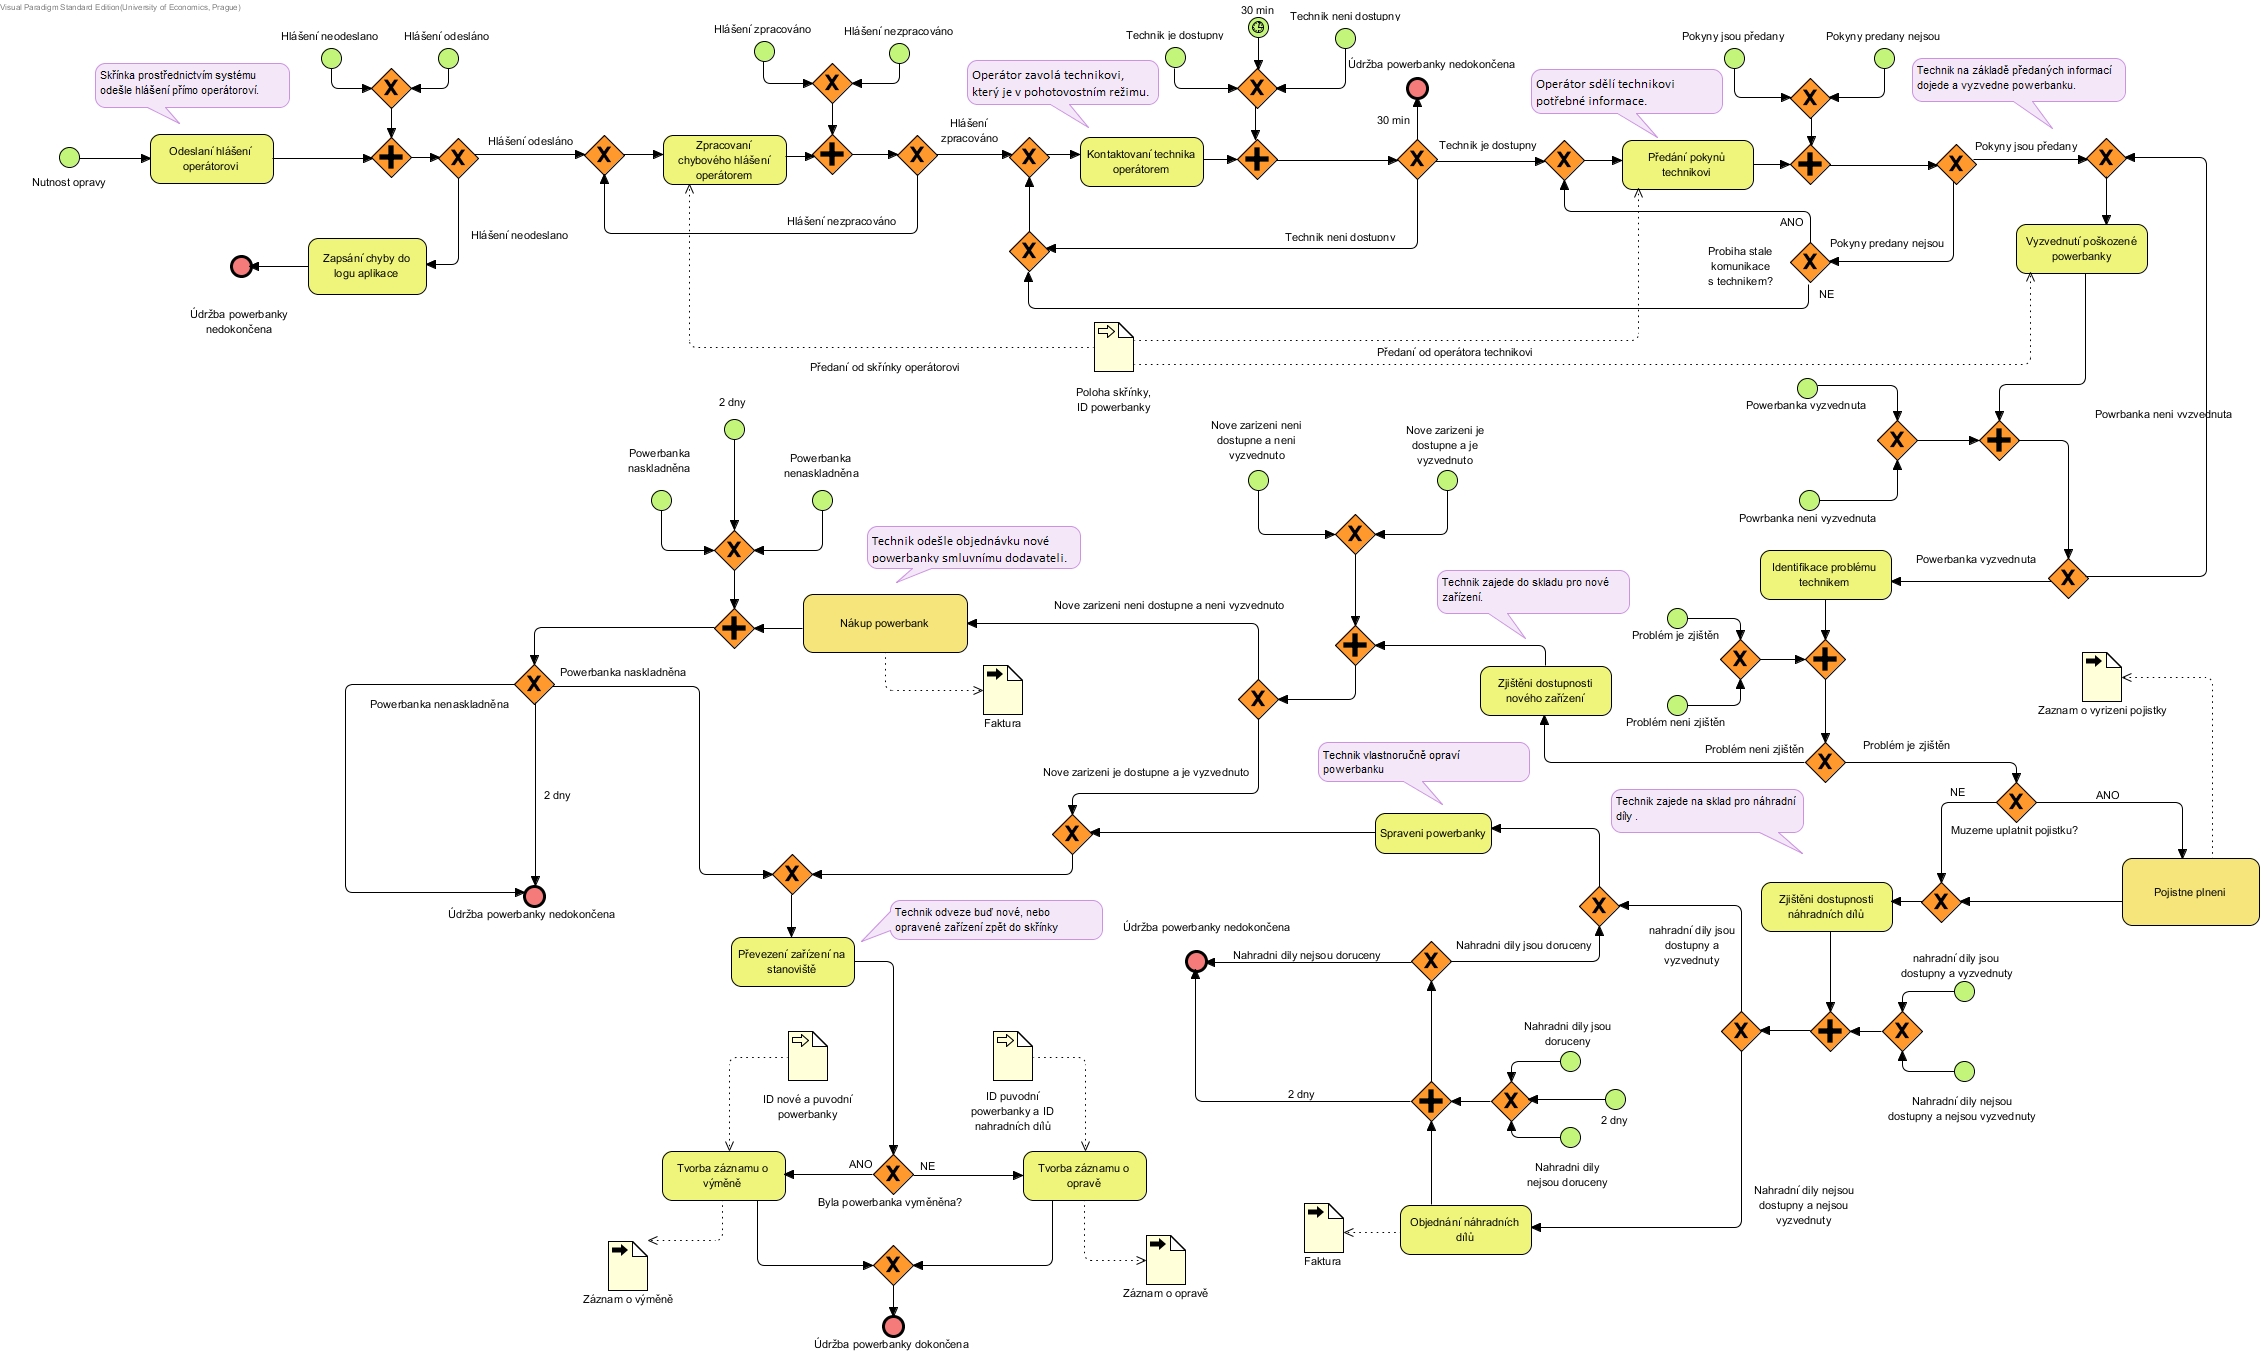 Visual Paradigm Standard Edition(University of Economics, Prague)
30 min
Technik neni dostupny
Hlášení neodeslano
Hlášení odesláno
Hlášení zpracováno
Hlášení nezpracováno
Technik je dostupny
Pokyny jsou předany
Pokyny predany nejsou
Skřínka prostřednictvím systému
odešle hlášení přímo operátoroví.
Operátor zavolá technikovi,
který je v pohotovostním režimu.
Údržba powerbanky nedokončena
Operátor sdělí technikovi
potřebné informace.
Technik na základě předaných informací
dojede a vyzvedne powerbanku.
30 min
Hlášení
zpracováno
Hlášení odesláno
Technik je dostupny
Pokyny jsou předany
Odeslaní hlášení
operátorovi
Zpracovaní
chybového hlášení
operátorem
Kontaktovaní technika
operátorem
Předání pokynů
technikovi
Nutnost opravy
Hlášení neodeslano
Hlášení nezpracováno
Technik neni dostupny
ANO
Pokyny predany nejsou
Probiha stale
komunikace
s technikem?
NE
Vyzvednutí poškozené
powerbanky
Zapsání chyby do
logu aplikace
Údržba powerbanky
nedokončena
Předaní od skřínky operátorovi
Předaní od operátora technikovi
Poloha skřínky,
ID powerbanky
2 dny
Powerbanka
naskladněna
Powerbanka
nenaskladněna
Nove zarizeni neni
dostupne a neni
vyzvednuto
Nove zarizeni je
dostupne a je
vyzvednuto
Powerbanka vyzvednuta
Powrbanka neni vyzvednuta
Powrbanka neni vyzvednuta
Technik odešle objednávku nové
powerbanky smluvnímu dodavateli.
Technik zajede do skladu pro nové
zařízení.
Identifikace problému
technikem
Powerbanka vyzvednuta
Nákup powerbank
Nove zarizeni neni dostupne a neni vyzvednuto
Problém je zjištěn
Problém neni zjištěn
Powerbanka naskladněna
Powerbanka nenaskladněna
Faktura
Zjištěni dostupnosti
nového zařízení
Zaznam o vyrizeni pojistky
Problém neni zjištěn
Problém je zjištěn
Technik vlastnoručně opraví
powerbanku
Nove zarizeni je dostupne a je vyzvednuto
2 dny
Technik zajede na sklad pro náhradní
díly .
NE
ANO
Muzeme uplatnit pojistku?
Spraveni powerbanky
Pojistne plneni
Zjištění dostupnosti
náhradních dílů
Údržba powerbanky nedokončena
Technik odveze buď nové, nebo
opravené zařízení zpět do skřínky
Údržba powerbanky nedokončena
Nahradni dily nejsou doruceny
Nahradni dily jsou doruceny
nahradní dily jsou
dostupny a
vyzvednuty
nahradní dily jsou
dostupny a vyzvednuty
Převezení zařízení na
stanoviště
ID nové a puvodní
powerbanky
ID puvodní
powerbanky a ID
nahradních dílů
Nahradni dily jsou
doruceny
2 dny
2 dny
Nahradni dily
nejsou doruceny
Nahradní dily nejsou
dostupny a nejsou vyzvednuty
Tvorba záznamu o
výměně
ANO
NE
Byla powerbanka vyměněna?
Tvorba záznamu o
opravě
Nahradní dily nejsou
dostupny a nejsou
vyzvednuty
Objednání náhradních
dílů
Faktura
Záznam o výměně
Záznam o opravě
Údržba powerbanky dokončena